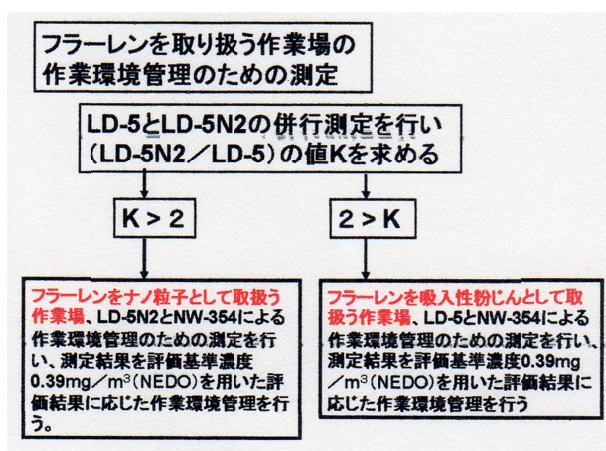 フラーレンを取り扱う作業場の
作業環境管理のための測定
LD-5とLD-5N2の併行測定を行い
(LD-5N2/LD-5)の値Kを求める
K > 2
2 > K
フラーレンをナノ粒子として取扱う
作業場、LD-5N2とNW-354による
作業環境管理のための測定を行
い、測定結果を評価基準濃度
0.39mg/m³(NEDO)を用いた評
価結果に応じた作業環境管理を行
う。
フラーレンを吸入性粉じんとして取
扱う作業場、LD-5とNW-354による
作業環境管理のための測定を行い、
測定結果を評価基準濃度0.39mg
/m³(NEDO)を用いた評価結果に
応じた作業環境管理を行う